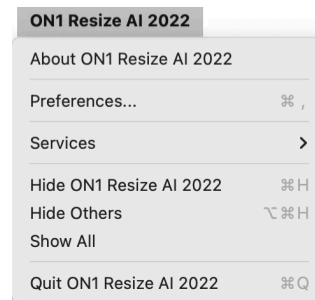 ON1 Resize AI 2022
About ON1 Resize AI 2022
Preferences... ⌘ ,
Services >
Hide ON1 Resize AI 2022 ⌘H
Hide Others ⌥⌘H
Show All
Quit ON1 Resize AI 2022 ⌘Q